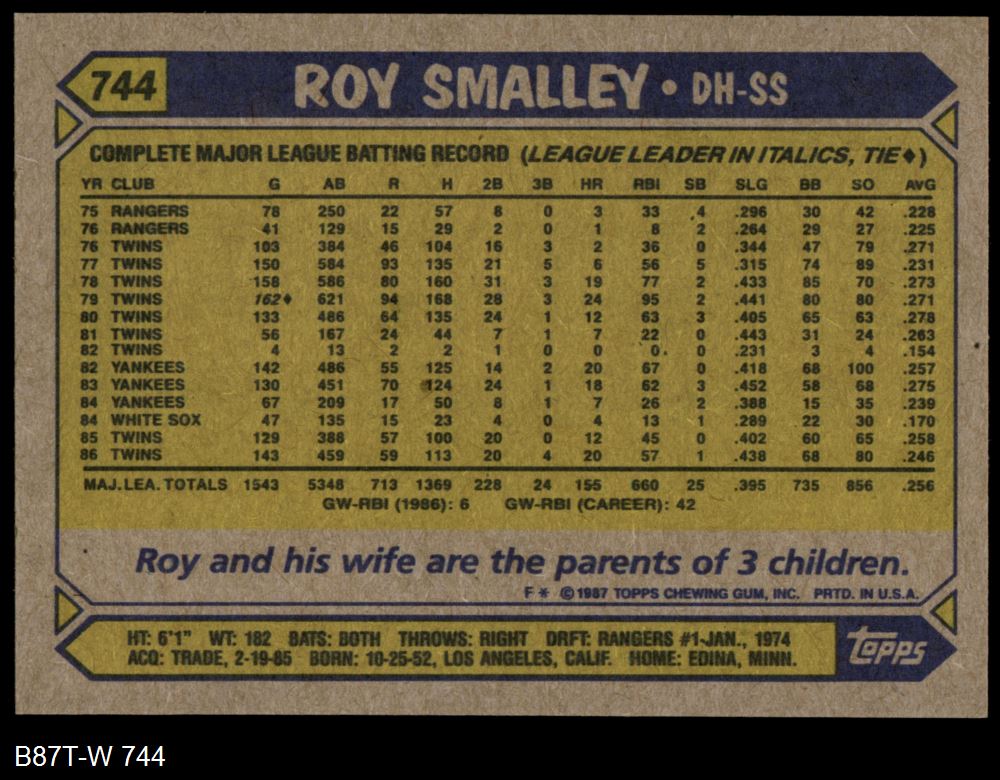 744 ROY SMALLEY • DH-SS
COMPLETE MAJOR LEAGUE BATTING RECORD (LEAGUE LEADER IN ITALICS, TIE♦)
YR CLUB G AB R H 2B 3B HR RBI SB SLG BB SO AVG
75 RANGERS 78 250 22 57 8 0 3 33 4 .296 30 42 .228
76 RANGERS 41 129 15 29 2 0 1 8 2 .264 29 27 .225
76 TWINS 103 384 46 104 16 3 2 36 0 .344 47 79 .271
77 TWINS 150 584 93 135 21 5 6 56 5 .315 74 89 .231
78 TWINS 158 586 80 160 31 3 19 77 2 .433 85 70 .273
79 TWINS 162♦ 621 94 168 28 3 24 95 2 .441 80 80 .271
80 TWINS 133 486 64 135 24 1 12 63 3 .405 65 63 .278
81 TWINS 56 167 24 44 7 1 7 22 0 .443 31 24 .263
82 TWINS 4 13 2 2 1 0 0 0 0 .231 3 4 .154
82 YANKEES 142 486 55 125 14 2 20 67 0 .418 68 100 .257
83 YANKEES 130 451 70 124 24 1 18 62 3 .452 58 68 .275
84 YANKEES 67 209 17 50 8 1 7 26 2 .388 15 35 .239
84 WHITE SOX 47 135 15 23 4 0 4 13 1 .289 22 30 .170
85 TWINS 129 388 57 100 20 0 12 45 0 .402 60 65 .258
86 TWINS 143 459 59 113 20 4 20 57 1 .438 68 80 .246
MAJ.LEA. TOTALS 1543 5348 713 1369 228 24 155 660 25 .395 735 856 .256
GW-RBI (1986): 6 GW-RBI (CAREER): 42
Roy and his wife are the parents of 3 children.
F * ©1987 TOPPS CHEWING GUM, INC. PRTD. IN U.S.A.
HT: 6'1" WT: 182 BATS: BOTH THROWS: RIGHT DRFT: RANGERS #1-JAN., 1974
ACQ: TRADE, 2-19-85 BORN: 10-25-52, LOS ANGELES, CALIF. HOME: EDINA, MINN.
TOPPS
B87T-W 744